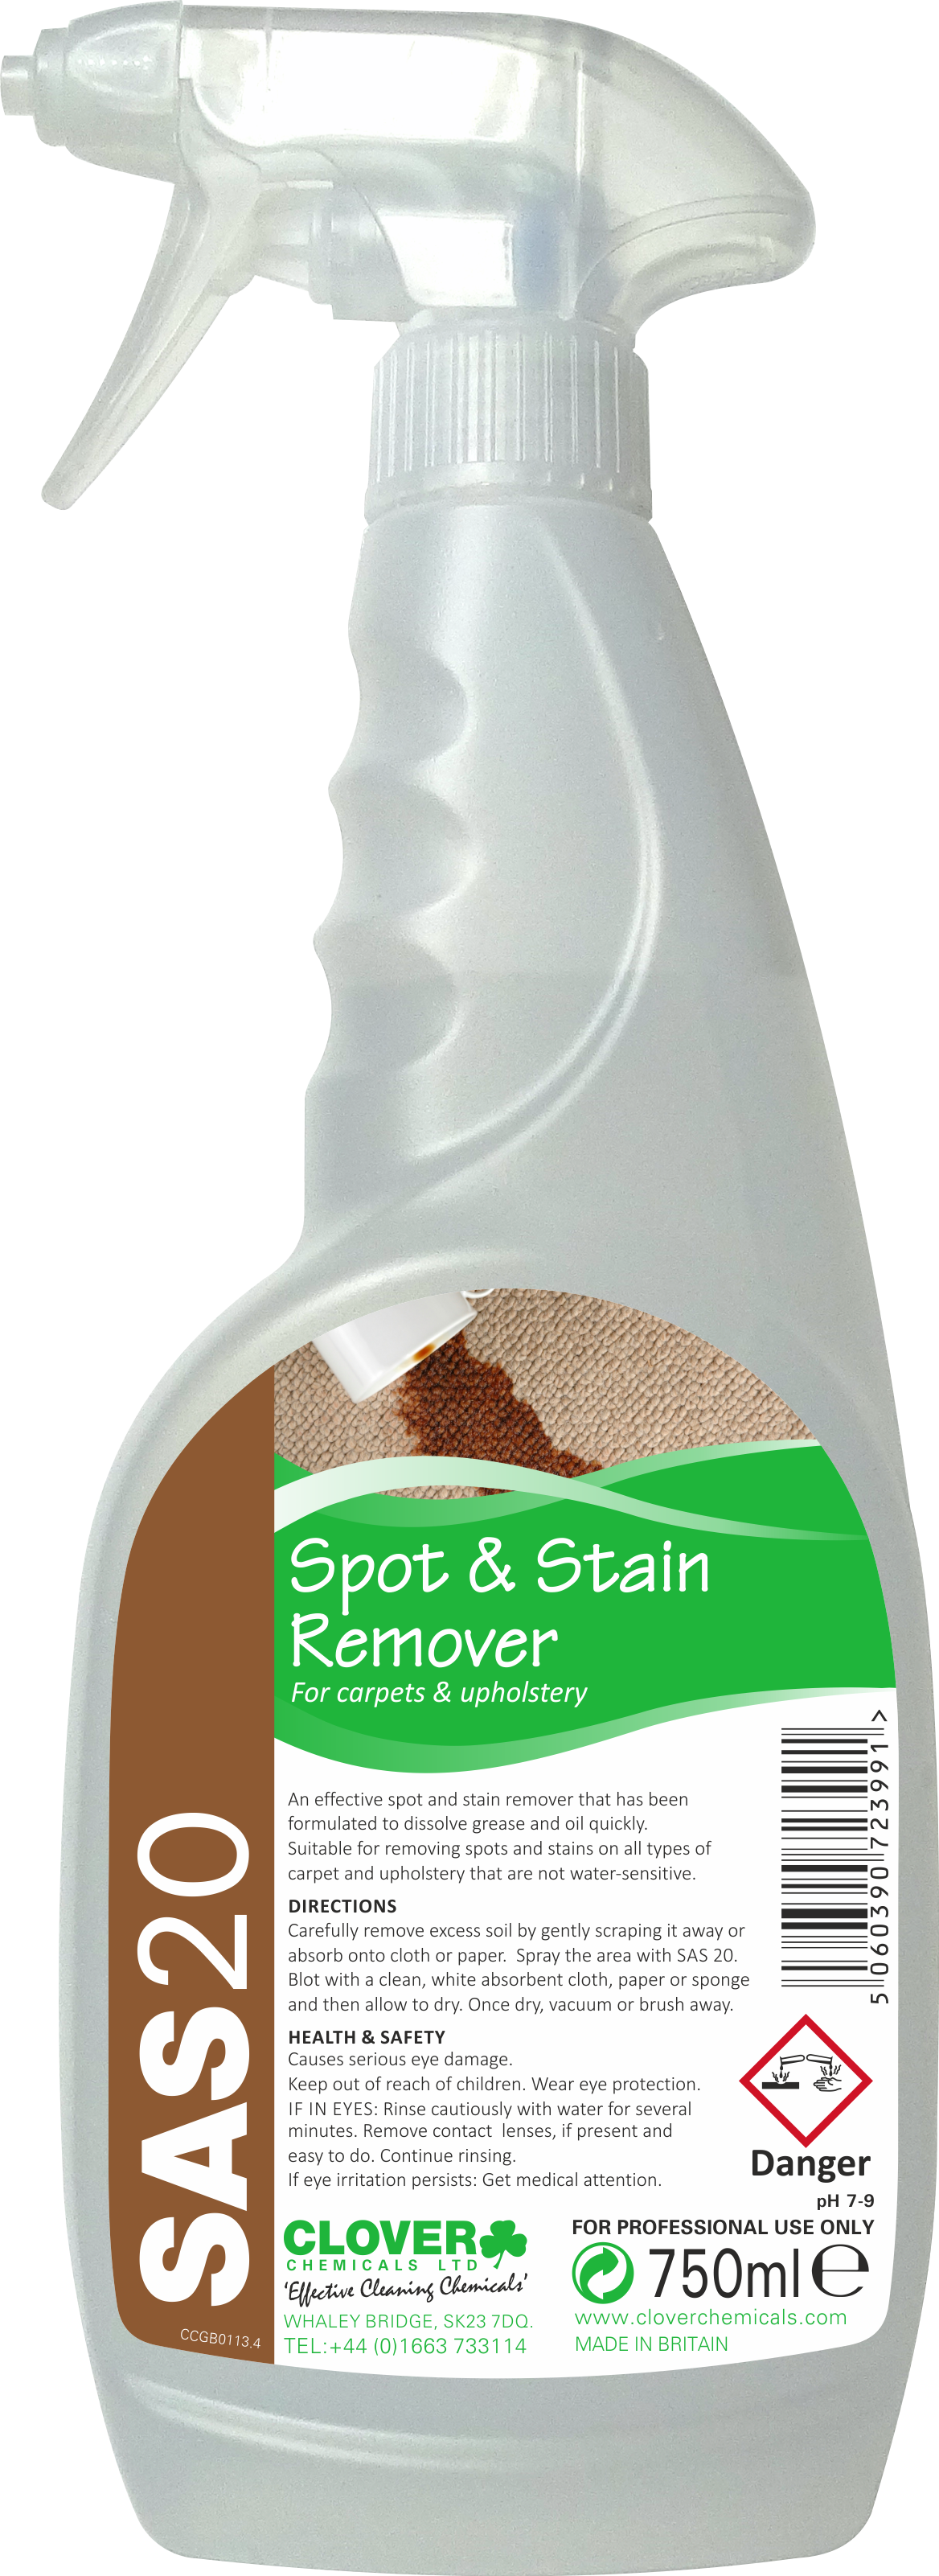 Spot & Stain
Remover
For carpets & upholstery
An effective spot and stain remover that has been
formulated to dissolve grease and oil quickly.
Suitable for removing spots and stains on all types of
carpet and upholstery that are not water-sensitive.
DIRECTIONS
Carefully remove excess soil by gently scraping it away or
absorb onto cloth or paper. Spray the area with SAS 20.
Blot with a clean, white absorbent cloth, paper or sponge
and then allow to dry. Once dry, vacuum or brush away.
HEALTH & SAFETY
Causes serious eye damage.
Keep out of reach of children. Wear eye protection.
IF IN EYES: Rinse cautiously with water for several
minutes. Remove contact lenses, if present and
easy to do. Continue rinsing.
If eye irritation persists: Get medical attention.
SAS20
CCGB0113.4
5 060390 723991 >
Danger
pH 7-9
FOR PROFESSIONAL USE ONLY
750ml e
www.cloverchemicals.com
MADE IN BRITAIN
CLOVER
CHEMICALS LTD
'Effective Cleaning Chemicals'
WHALEY BRIDGE, SK23 7DQ.
TEL:+44 (0)1663 733114